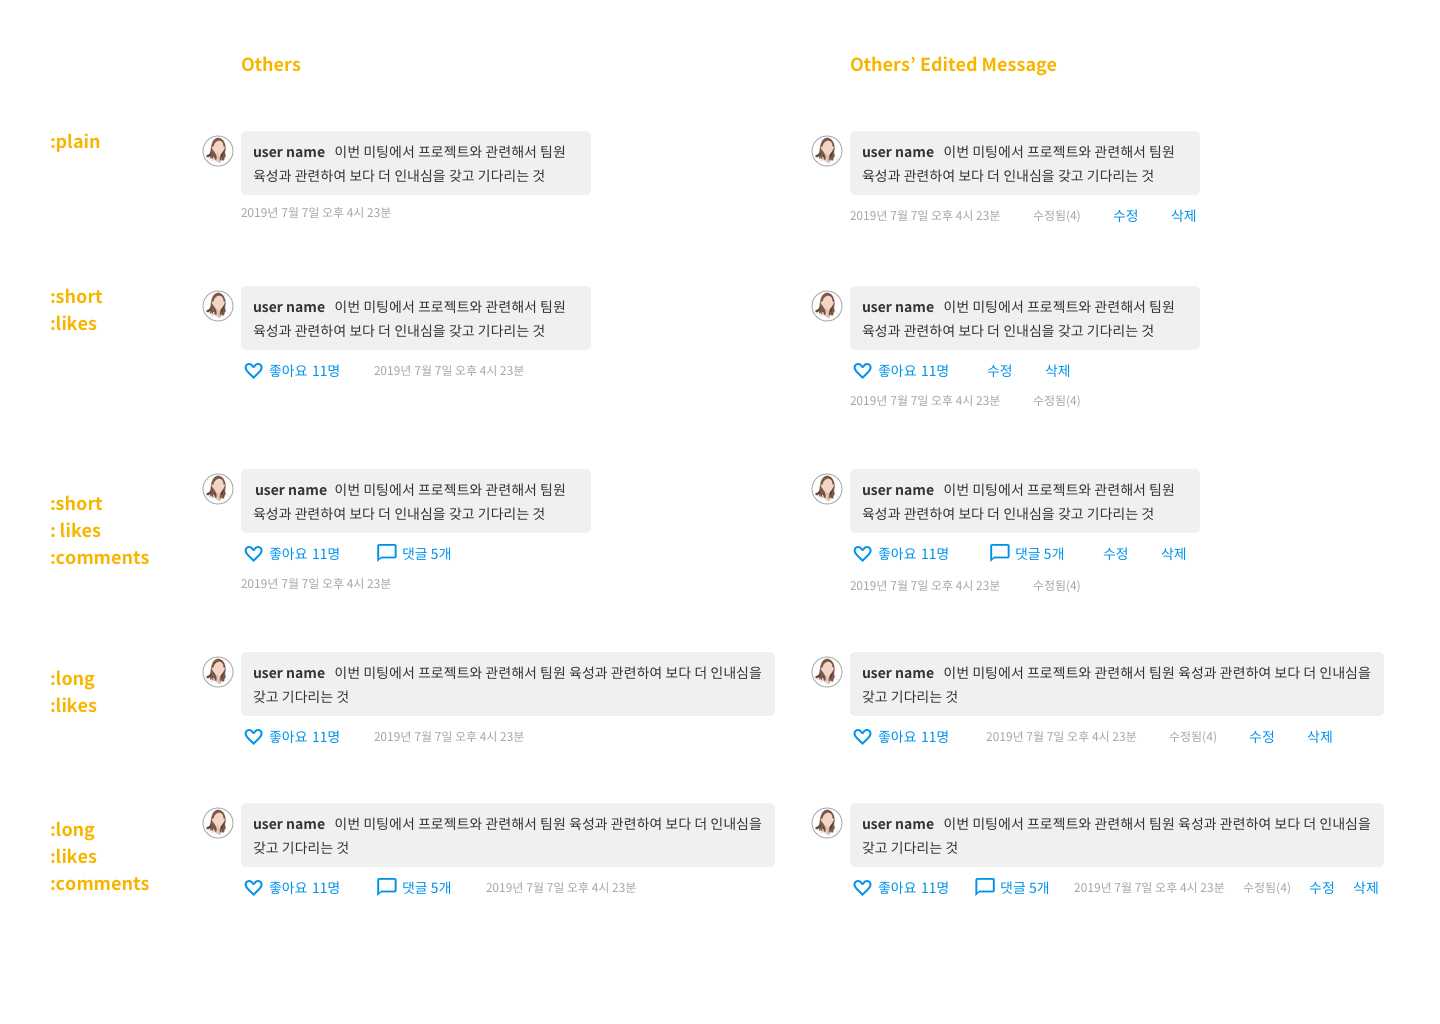 Others
Others’ Edited Message
:plain
user name 이번 미팅에서 프로젝트와 관련해서 팀원
육성과 관련하여 보다 더 인내심을 갖고 기다리는 것
2019년 7월 7일 오후 4시 23분
user name 이번 미팅에서 프로젝트와 관련해서 팀원
육성과 관련하여 보다 더 인내심을 갖고 기다리는 것
2019년 7월 7일 오후 4시 23분 수정됨(4) 수정 삭제
:short
:likes
user name 이번 미팅에서 프로젝트와 관련해서 팀원
육성과 관련하여 보다 더 인내심을 갖고 기다리는 것
좋아요 11명 2019년 7월 7일 오후 4시 23분
user name 이번 미팅에서 프로젝트와 관련해서 팀원
육성과 관련하여 보다 더 인내심을 갖고 기다리는 것
좋아요 11명 수정 삭제
2019년 7월 7일 오후 4시 23분 수정됨(4)
:short
: likes
:comments
user name 이번 미팅에서 프로젝트와 관련해서 팀원
육성과 관련하여 보다 더 인내심을 갖고 기다리는 것
좋아요 11명 댓글 5개
2019년 7월 7일 오후 4시 23분
user name 이번 미팅에서 프로젝트와 관련해서 팀원
육성과 관련하여 보다 더 인내심을 갖고 기다리는 것
좋아요 11명 댓글 5개 수정 삭제
2019년 7월 7일 오후 4시 23분 수정됨(4)
:long
:likes
user name 이번 미팅에서 프로젝트와 관련해서 팀원 육성과 관련하여 보다 더 인내심을
갖고 기다리는 것
좋아요 11명 2019년 7월 7일 오후 4시 23분
user name 이번 미팅에서 프로젝트와 관련해서 팀원 육성과 관련하여 보다 더 인내심을
갖고 기다리는 것
좋아요 11명 2019년 7월 7일 오후 4시 23분 수정됨(4) 수정 삭제
:long
:likes
:comments
user name 이번 미팅에서 프로젝트와 관련해서 팀원 육성과 관련하여 보다 더 인내심을
갖고 기다리는 것
좋아요 11명 댓글 5개 2019년 7월 7일 오후 4시 23분
user name 이번 미팅에서 프로젝트와 관련해서 팀원 육성과 관련하여 보다 더 인내심을
갖고 기다리는 것
좋아요 11명 댓글 5개 2019년 7월 7일 오후 4시 23분 수정됨(4) 수정 삭제